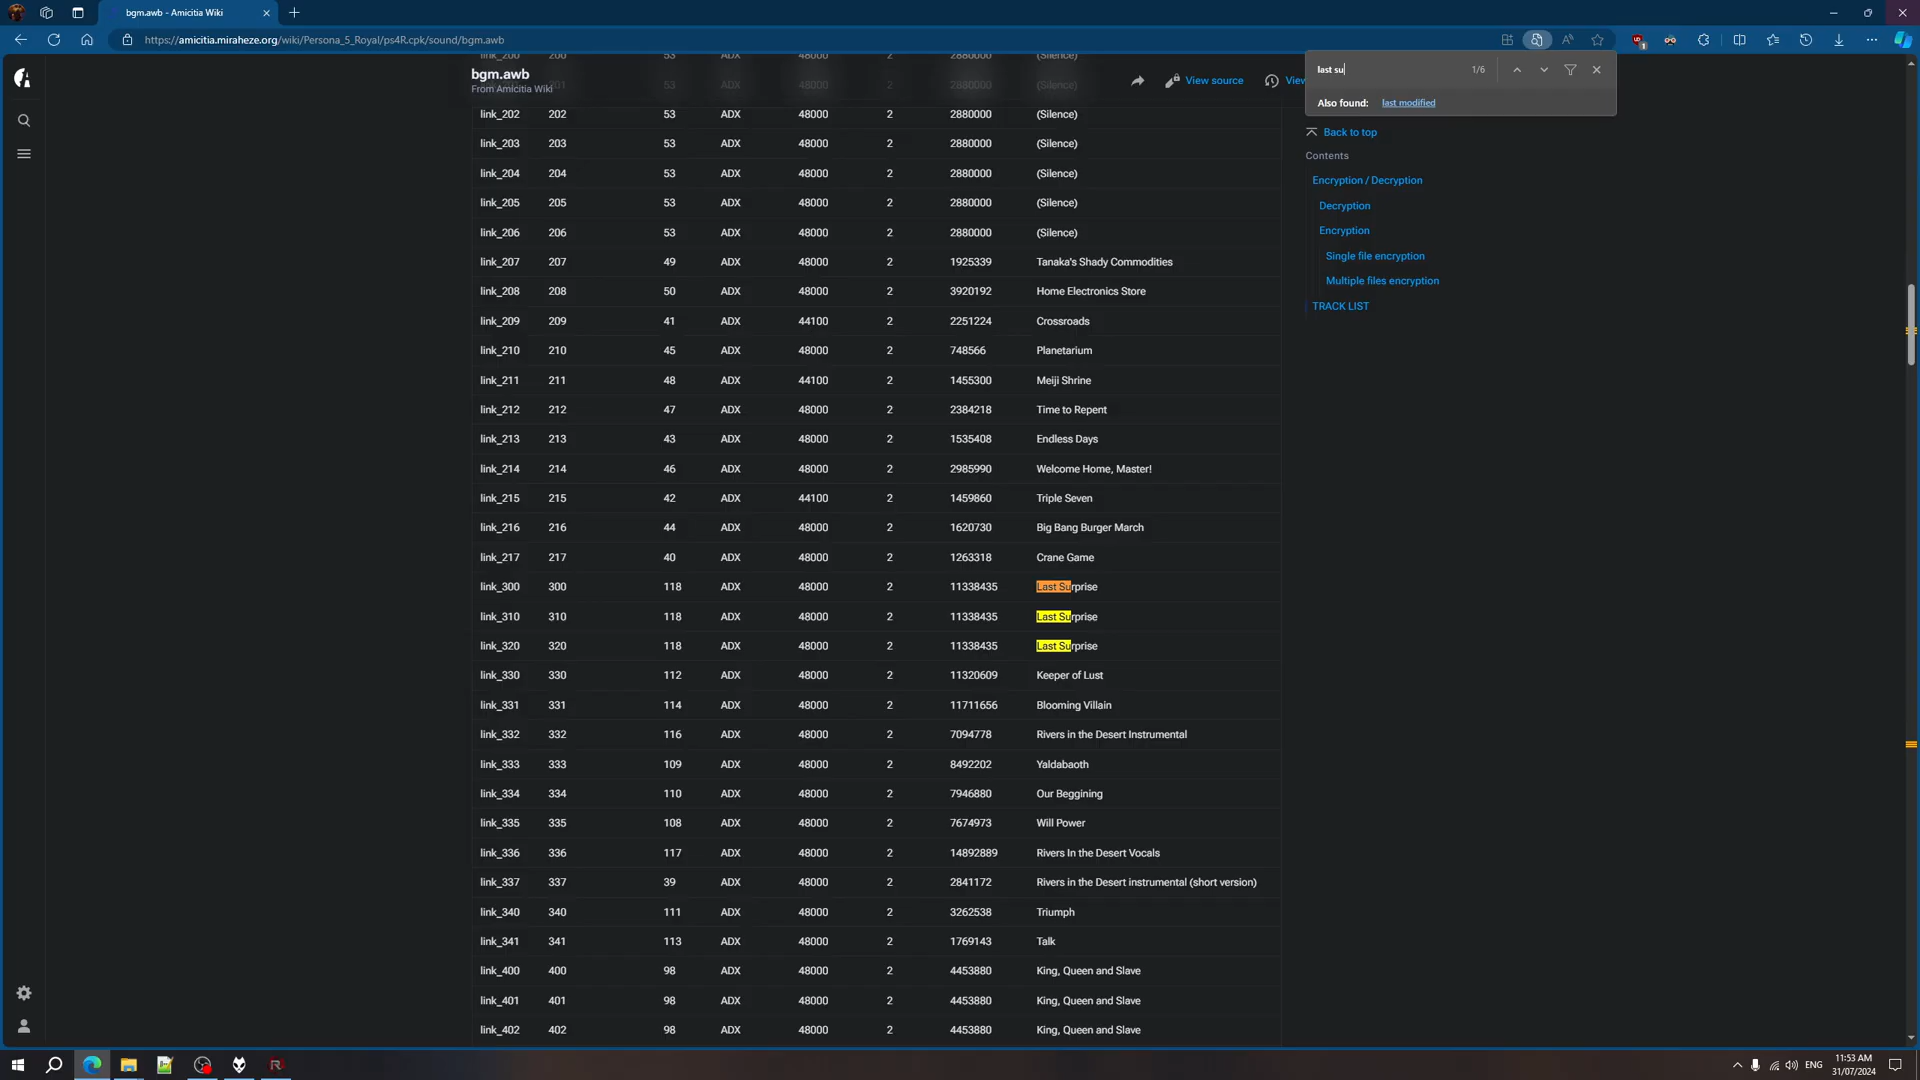 bgm.awb - Amicitia Wiki
https://amicitia.miraheze.org/wiki/Persona_5_Royal/ps4R.cpk/sound/bgm.awb
1
last su
1/6
Also found: last modified
bgm.awb
From Amicitia Wiki
View source
View
Back to top
Contents
Encryption / Decryption
Decryption
Encryption
Single file encryption
Multiple files encryption
TRACK LIST
link_200 200 53 ADX 48000 2 2880000 (Silence)
201 53 ADX 48000 2 2880000 (Silence)
link_202 202 53 ADX 48000 2 2880000 (Silence)
link_203 203 53 ADX 48000 2 2880000 (Silence)
link_204 204 53 ADX 48000 2 2880000 (Silence)
link_205 205 53 ADX 48000 2 2880000 (Silence)
link_206 206 53 ADX 48000 2 2880000 (Silence)
link_207 207 49 ADX 48000 2 1925339 Tanaka's Shady Commodities
link_208 208 50 ADX 48000 2 3920192 Home Electronics Store
link_209 209 41 ADX 44100 2 2251224 Crossroads
link_210 210 45 ADX 48000 2 748566 Planetarium
link_211 211 48 ADX 44100 2 1455300 Meiji Shrine
link_212 212 47 ADX 48000 2 2384218 Time to Repent
link_213 213 43 ADX 48000 2 1535408 Endless Days
link_214 214 46 ADX 48000 2 2985990 Welcome Home, Master!
link_215 215 42 ADX 44100 2 1459860 Triple Seven
link_216 216 44 ADX 48000 2 1620730 Big Bang Burger March
link_217 217 40 ADX 48000 2 1263318 Crane Game
link_300 300 118 ADX 48000 2 11338435 Last Surprise
link_310 310 118 ADX 48000 2 11338435 Last Surprise
link_320 320 118 ADX 48000 2 11338435 Last Surprise
link_330 330 112 ADX 48000 2 11320609 Keeper of Lust
link_331 331 114 ADX 48000 2 11711656 Blooming Villain
link_332 332 116 ADX 48000 2 7094778 Rivers in the Desert Instrumental
link_333 333 109 ADX 48000 2 8492202 Yaldabaoth
link_334 334 110 ADX 48000 2 7946880 Our Beggining
link_335 335 108 ADX 48000 2 7674973 Will Power
link_336 336 117 ADX 48000 2 14892889 Rivers In the Desert Vocals
link_337 337 39 ADX 48000 2 2841172 Rivers in the Desert instrumental (short version)
link_340 340 111 ADX 48000 2 3262538 Triumph
link_341 341 113 ADX 48000 2 1769143 Talk
link_400 400 98 ADX 48000 2 4453880 King, Queen and Slave
link_401 401 98 ADX 48000 2 4453880 King, Queen and Slave
link_402 402 98 ADX 48000 2 4453880 King, Queen and Slave
ENG
11:53 AM
31/07/2024